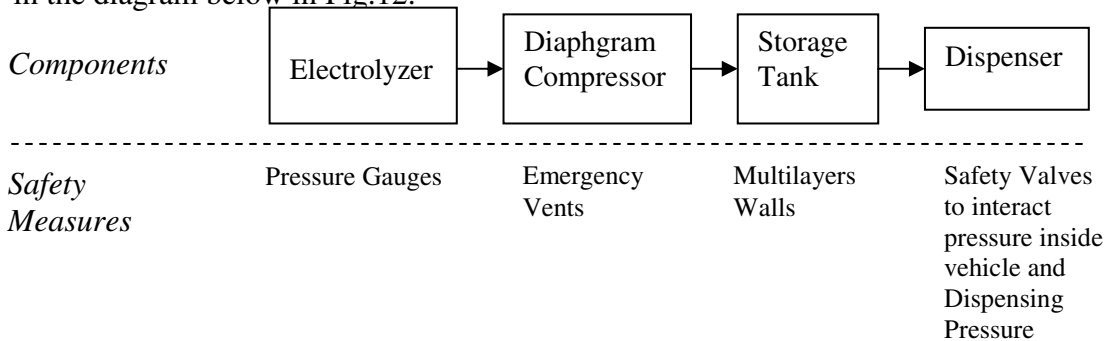 in the diagram below in Fig.12.
Components
Electrolyzer
Diaphgram
Compressor
Storage
Tank
Dispenser
Safety
Measures
Pressure Gauges
Emergency
Vents
Multilayers
Walls
Safety Valves
to interact
pressure inside
vehicle and
Dispensing
Pressure